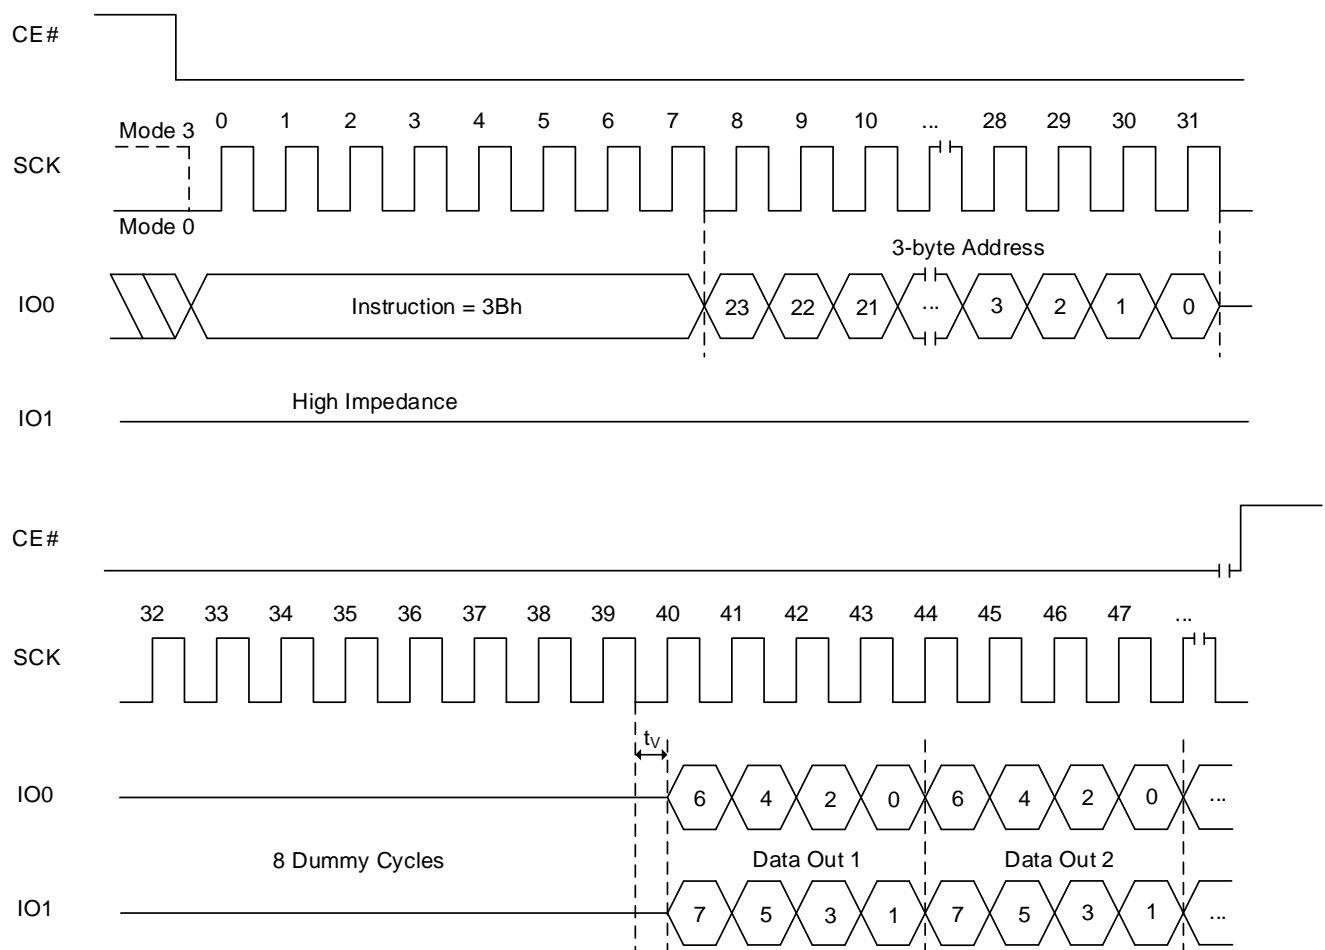 CE#
Mode 3 0 1 2 3 4 5 6 7 8 9 10 ... 28 29 30 31
SCK
Mode 0
3-byte Address
IO0 Instruction = 3Bh 23 22 21 ... 3 2 1 0
High Impedance
IO1
CE#
32 33 34 35 36 37 38 39 40 41 42 43 44 45 46 47 ...
SCK
tV
IO0 6 4 2 0 6 4 2 0 ...
8 Dummy Cycles Data Out 1 Data Out 2
IO1 7 5 3 1 7 5 3 1 ...